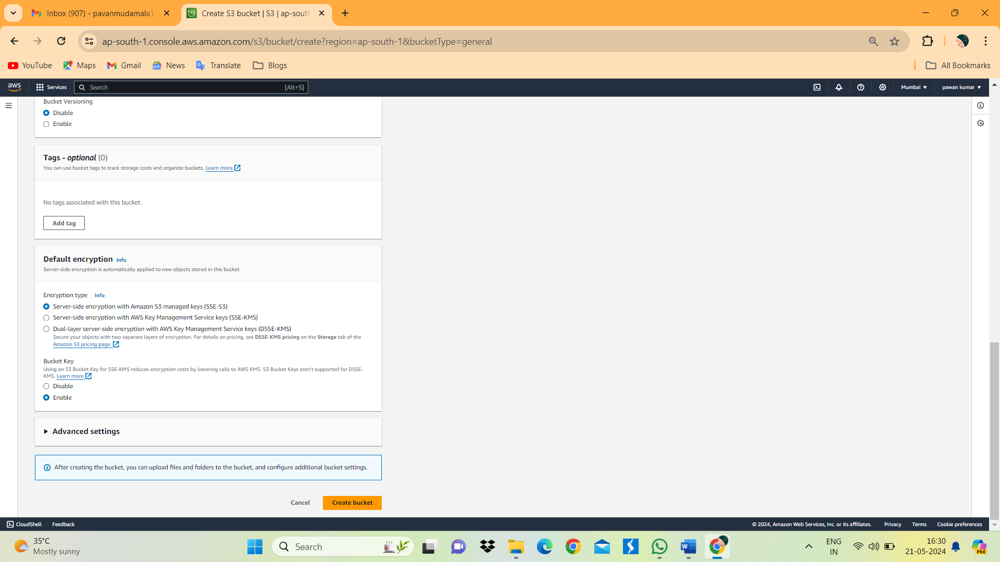 Inbox (907) - pavanmudamala1
Create S3 bucket | S3 | ap-south
ap-south-1.console.aws.amazon.com/s3/bucket/create?region=ap-south-1&bucketType=general
YouTube Maps Gmail News Translate Blogs All Bookmarks
aws Services Search [Alt+S] Mumbai pawan kumar
Bucket Versioning
Disable
Enable
Tags - optional (0)
You can use bucket tags to track storage costs and organize buckets. Learn more
No tags associated with this bucket.
Add tag
Default encryption Info
Server-side encryption is automatically applied to new objects stored in this bucket.
Encryption type Info
Server-side encryption with Amazon S3 managed keys (SSE-S3)
Server-side encryption with AWS Key Management Service keys (SSE-KMS)
Dual-layer server-side encryption with AWS Key Management Service keys (DSSE-KMS)
Secure your objects with two separate layers of encryption. For details on pricing, see DSSE-KMS pricing on the Storage tab of the
Amazon S3 pricing page.
Bucket Key
Using an S3 Bucket Key for SSE-KMS reduces encryption costs by lowering calls to AWS KMS. S3 Bucket Keys aren't supported for DSSE-
KMS. Learn more
Disable
Enable
Advanced settings
After creating the bucket, you can upload files and folders to the bucket, and configure additional bucket settings.
Cancel Create bucket
CloudShell Feedback © 2024, Amazon Web Services, Inc. or its affiliates. Privacy Terms Cookie preferences
35°C
Mostly sunny
Search
ENG
IN
16:30
21-05-2024
PRE